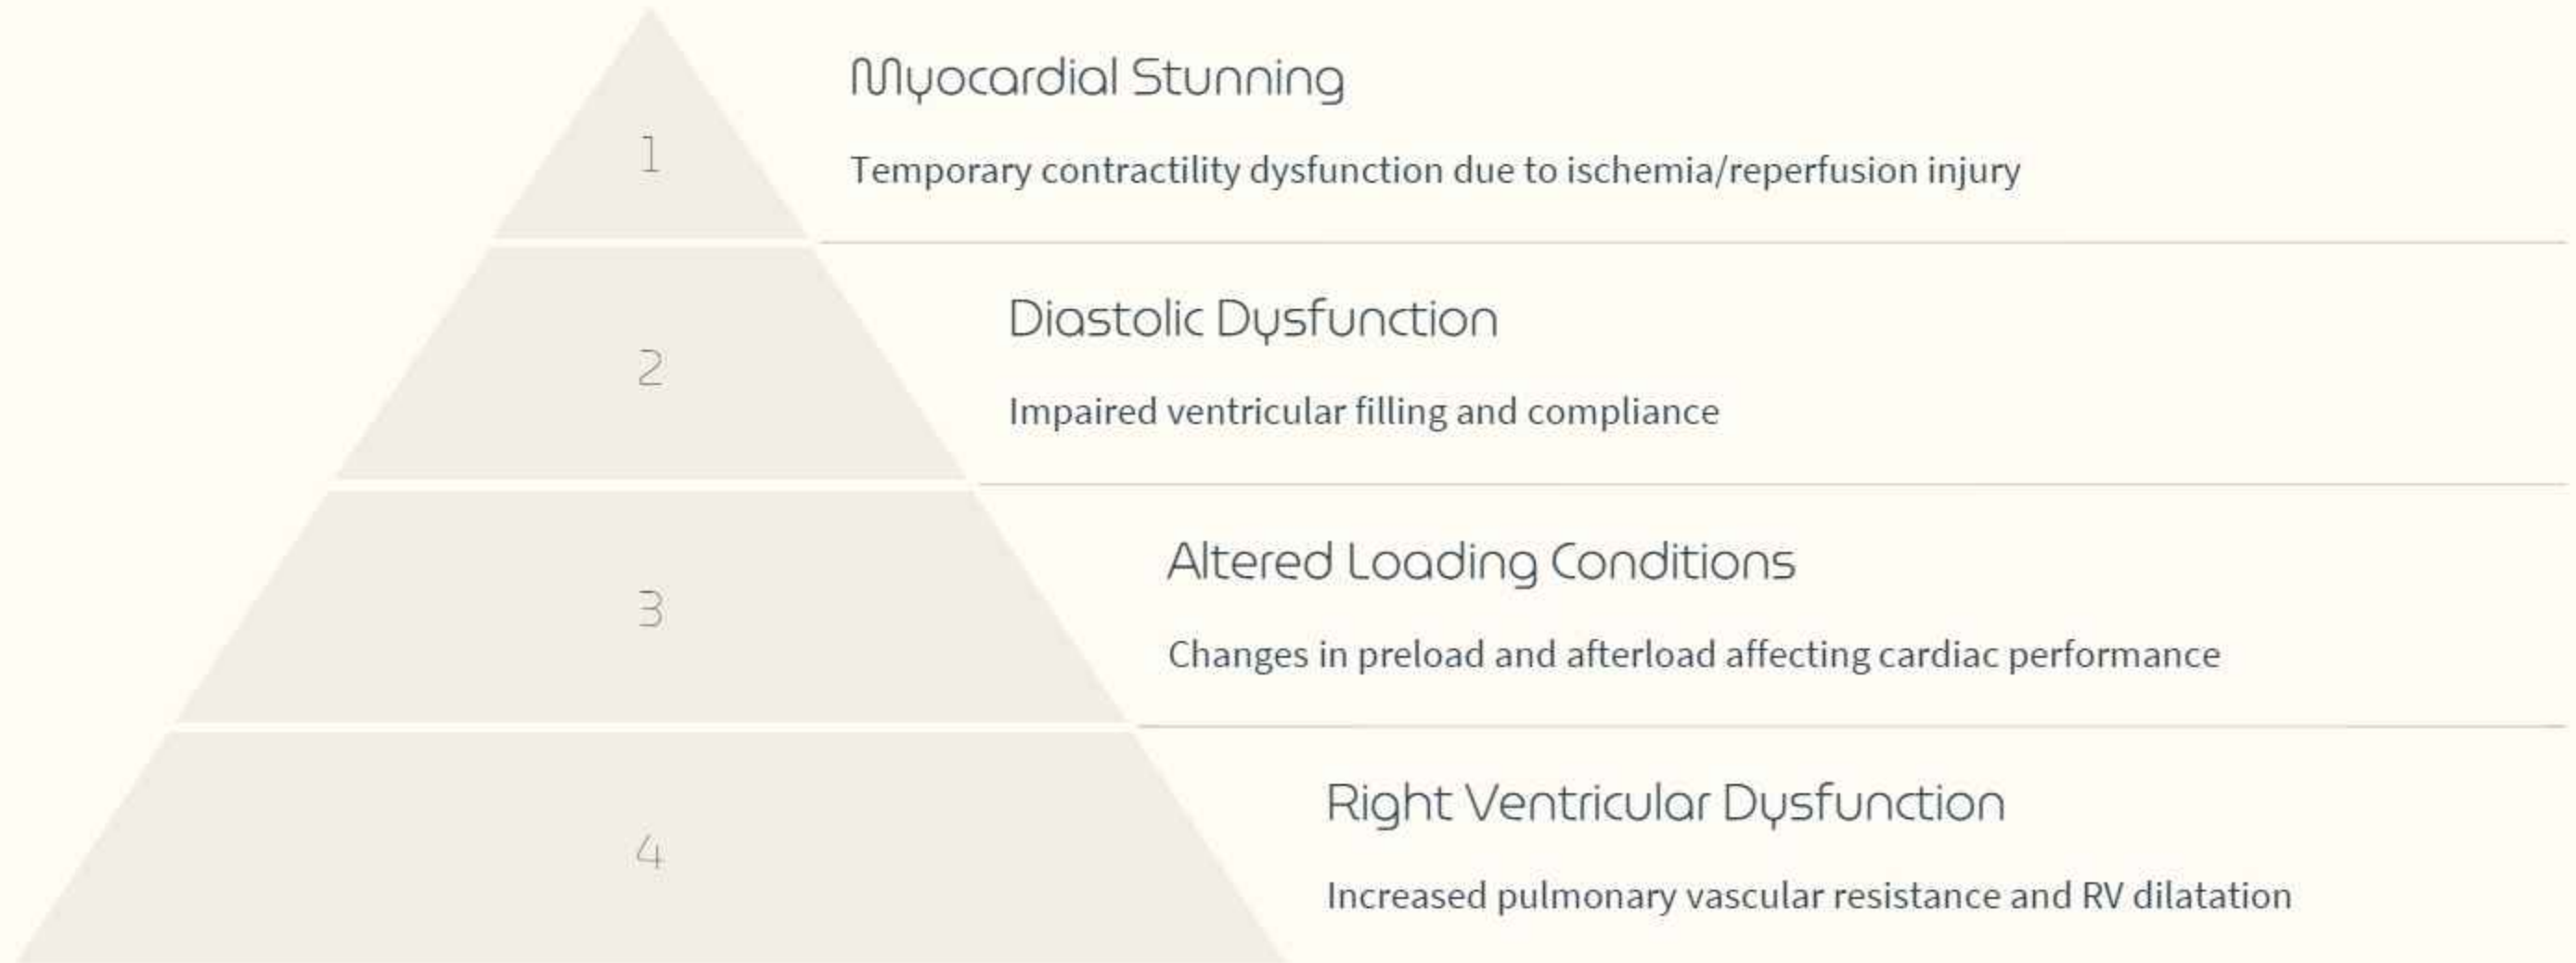 Myocardial Stunning
1
Temporary contractility dysfunction due to ischemia/reperfusion injury
Diastolic Dysfunction
2
Impaired ventricular filling and compliance
Altered Loading Conditions
3
Changes in preload and afterload affecting cardiac performance
Right Ventricular Dysfunction
4
Increased pulmonary vascular resistance and RV dilatation